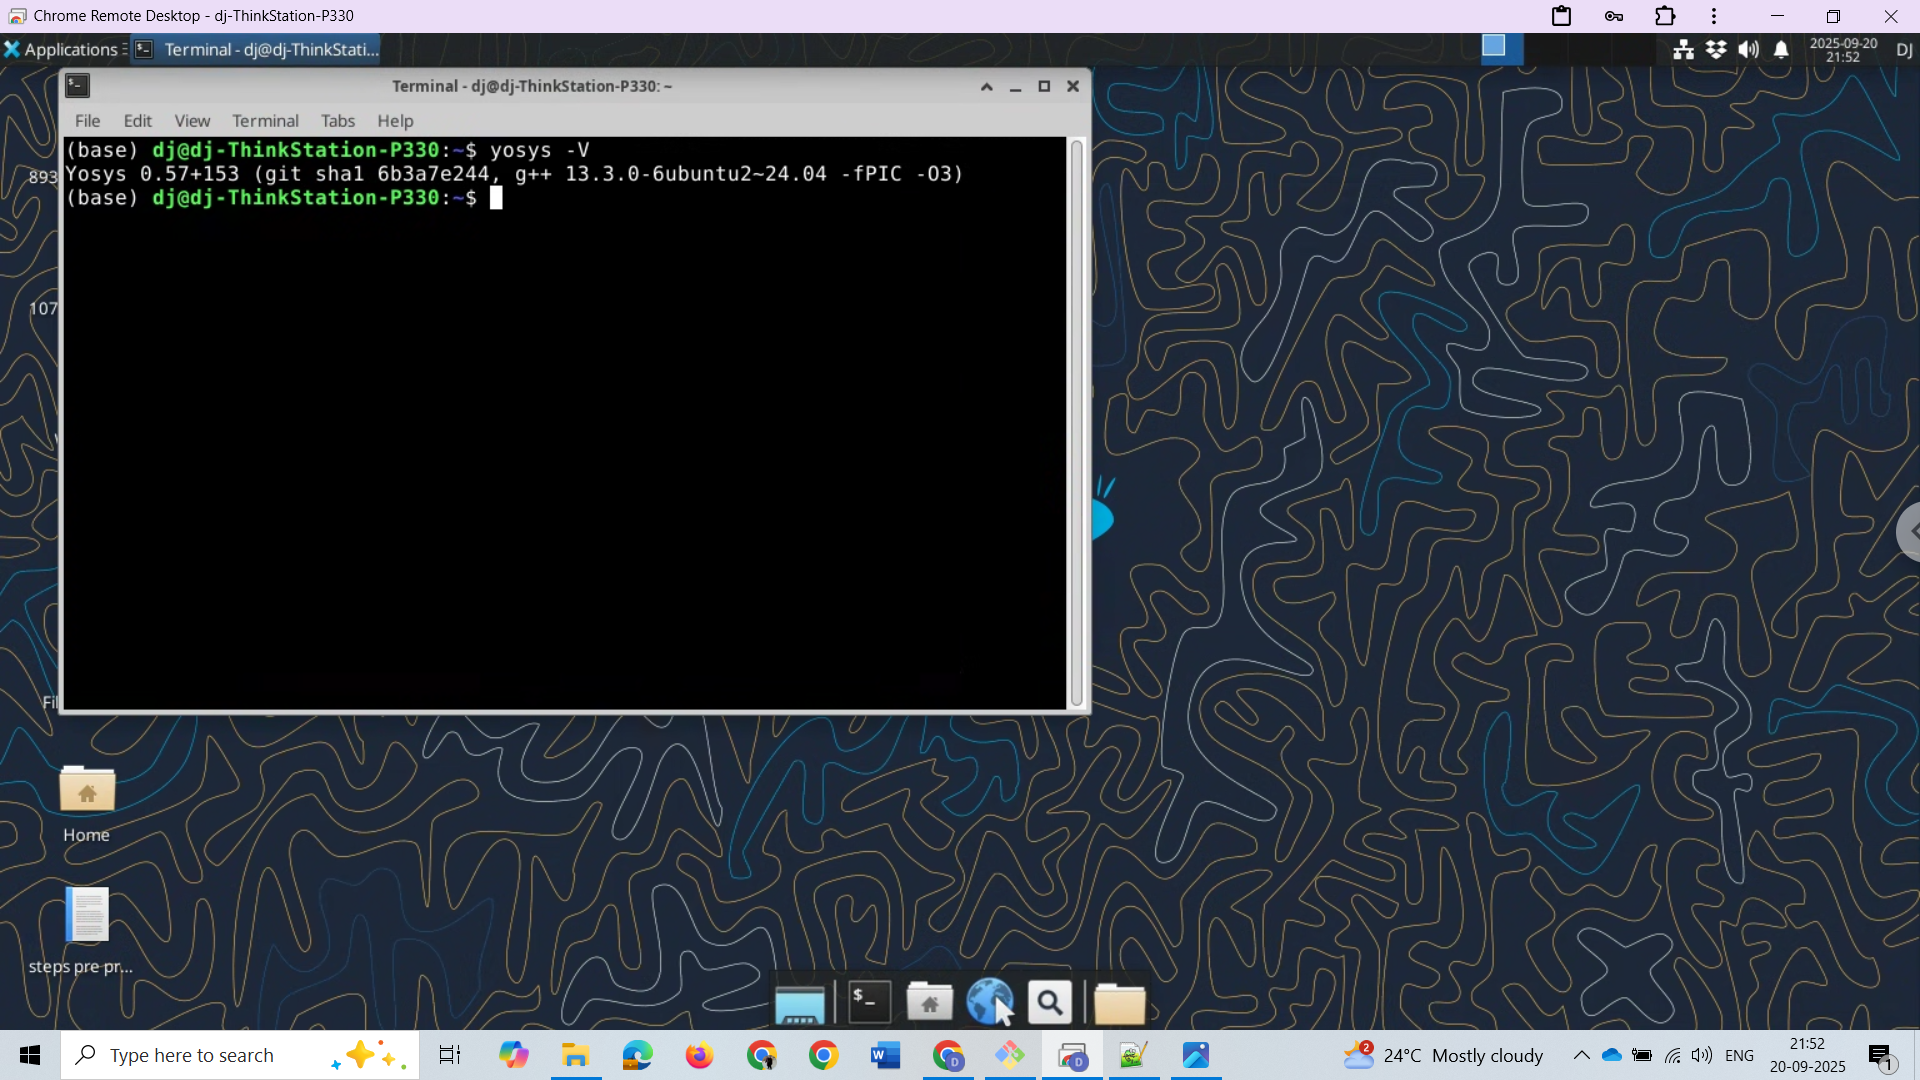 Chrome Remote Desktop - dj-ThinkStation-P330
Applications
Terminal - dj@dj-ThinkStati...
2025-09-20
21:52
DJ
Terminal - dj@dj-ThinkStation-P330: ~
File Edit View Terminal Tabs Help
(base) dj@dj-ThinkStation-P330:~$ yosys -V
Yosys 0.57+153 (git sha1 6b3a7e244, g++ 13.3.0-6ubuntu2~24.04 -fPIC -O3)
(base) dj@dj-ThinkStation-P330:~$
893
107
Fil
Home
steps pre pr...
$_
Type here to search
2
24°C Mostly cloudy
ENG
21:52
20-09-2025
1